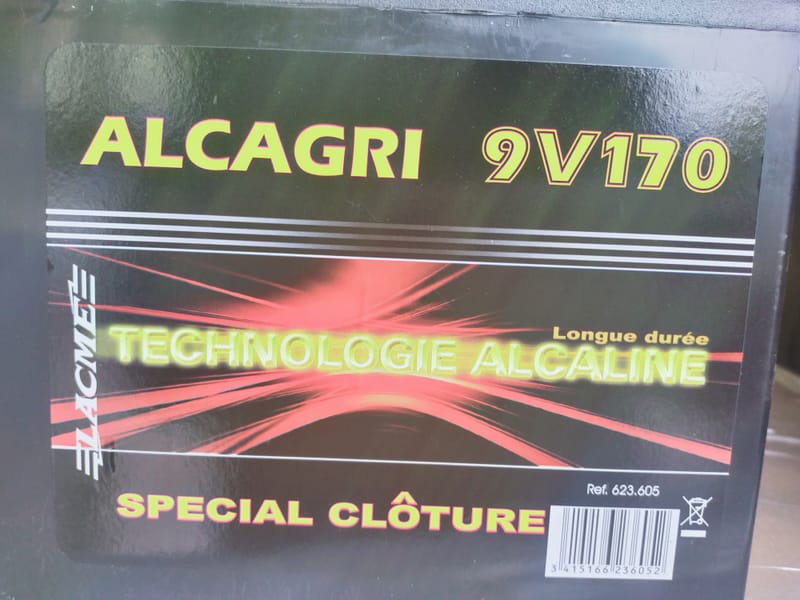 ALCAGRI 9V170
LACME
Longue durée
TECHNOLOGIE ALCALINE
Ref. 623.605
SPECIAL CLÔTURE
3 415166 236052